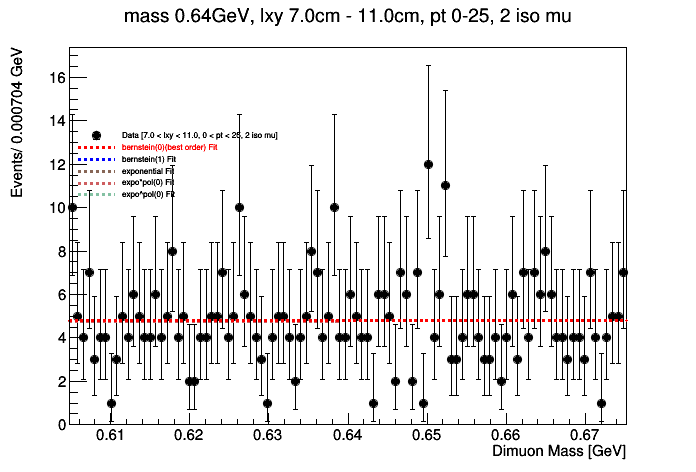 mass 0.64GeV, lxy 7.0cm - 11.0cm, pt 0-25, 2 iso mu
Events/ 0.000704 GeV
16
14
12
10
8
6
4
2
0
Data [7.0 < lxy < 11.0, 0 < pt < 25, 2 iso mu]
bernstein(0)(best order) Fit
bernstein(1) Fit
exponential Fit
expo*pol(0) Fit
expo^pol(0) Fit
0.61 0.62 0.63 0.64 0.65 0.66 0.67
Dimuon Mass [GeV]